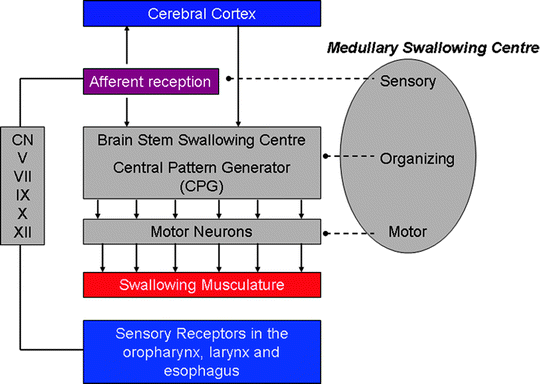 Cerebral Cortex
Medullary Swallowing Centre
Afferent reception
Sensory
CN
V
VII
IX
X
XII
Brain Stem Swallowing Centre
Central Pattern Generator
(CPG)
Organizing
Motor Neurons
Motor
Swallowing Musculature
Sensory Receptors in the
oropharynx, larynx and
esophagus